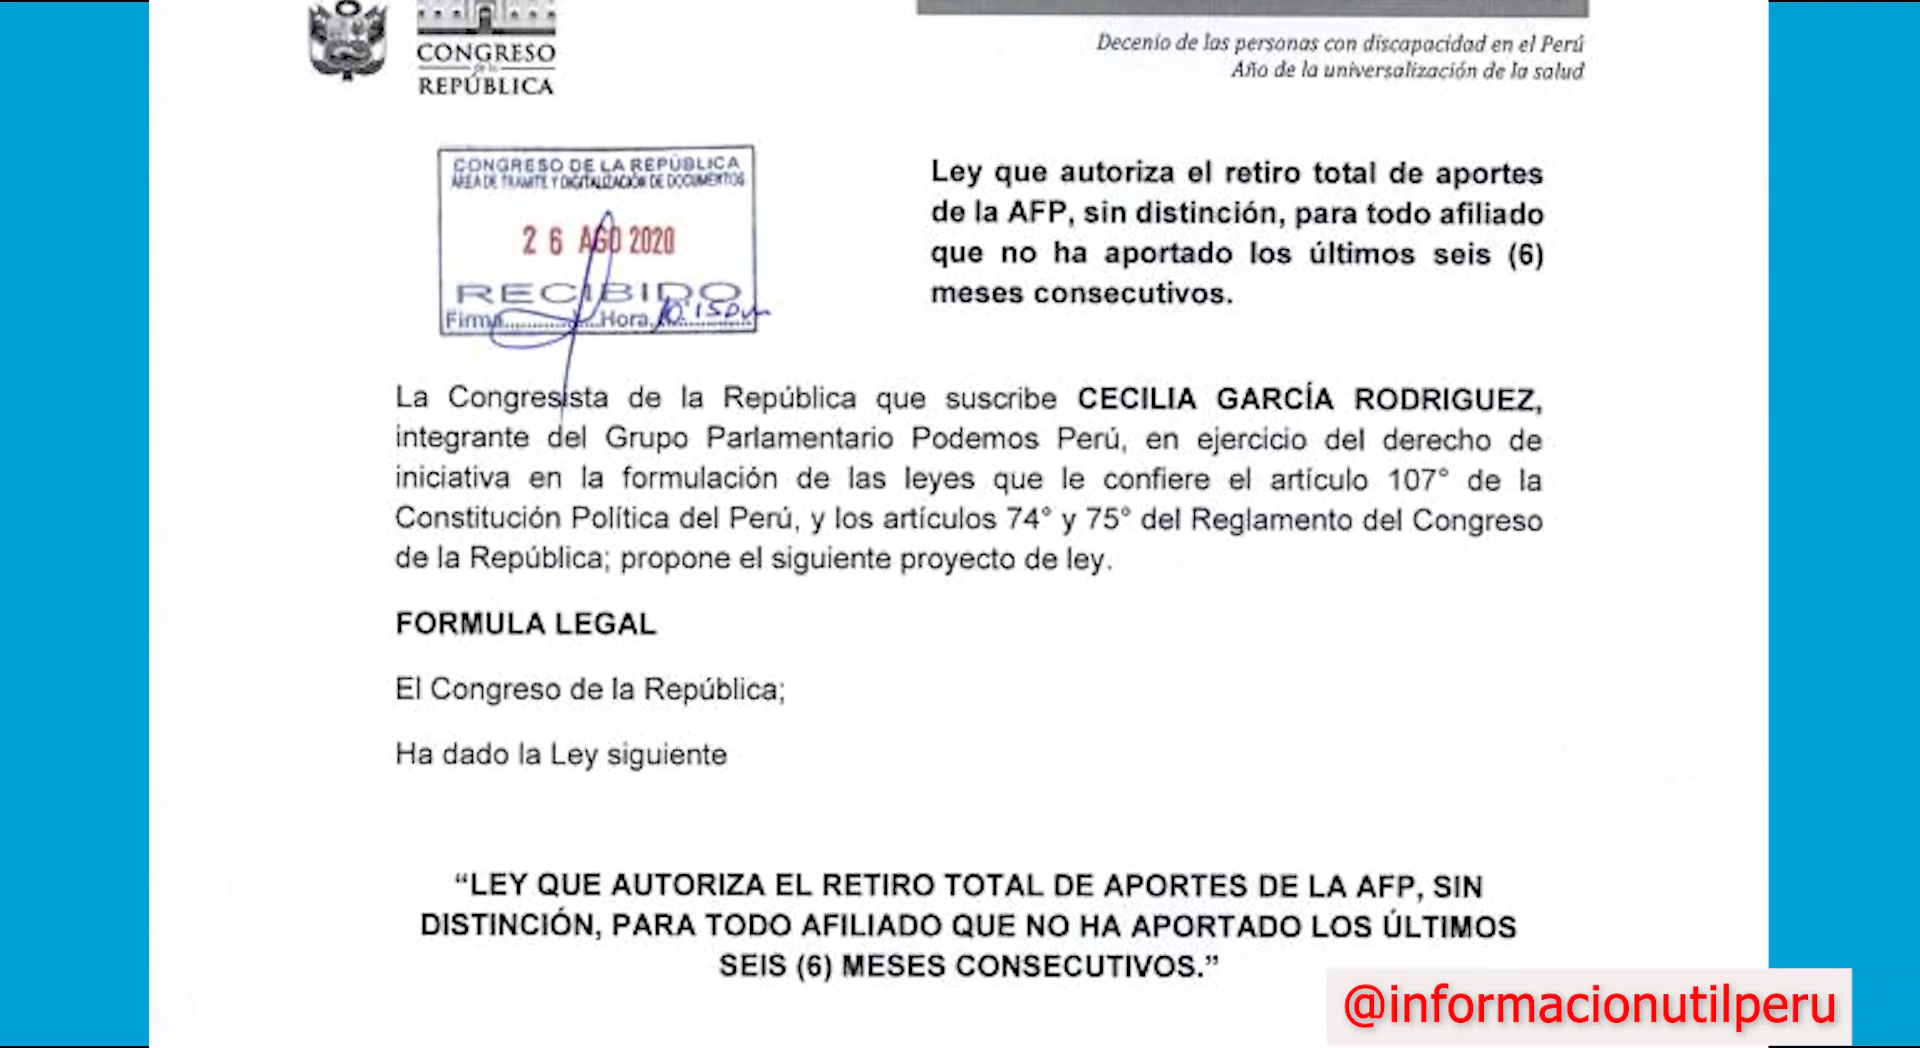 CONGRESO
de la
REPÚBLICA
Decenio de las personas con discapacidad en el Perú
Año de la universalización de la salud
CONGRESO DE LA REPÚBLICA
ÁREA DE TRÁMITE Y DIGITALIZACIÓN DE DOCUMENTOS
26 AGO 2020
RECIBIDO
Firma..............Hora 10:15pm
Ley que autoriza el retiro total de aportes
de la AFP, sin distinción, para todo afiliado
que no ha aportado los últimos seis (6)
meses consecutivos.
La Congresista de la República que suscribe CECILIA GARCÍA RODRIGUEZ,
integrante del Grupo Parlamentario Podemos Perú, en ejercicio del derecho de
iniciativa en la formulación de las leyes que le confiere el artículo 107° de la
Constitución Política del Perú, y los artículos 74° y 75° del Reglamento del Congreso
de la República; propone el siguiente proyecto de ley.
FORMULA LEGAL
El Congreso de la República;
Ha dado la Ley siguiente
“LEY QUE AUTORIZA EL RETIRO TOTAL DE APORTES DE LA AFP, SIN
DISTINCIÓN, PARA TODO AFILIADO QUE NO HA APORTADO LOS ÚLTIMOS
SEIS (6) MESES CONSECUTIVOS.”
@informacionutilperu